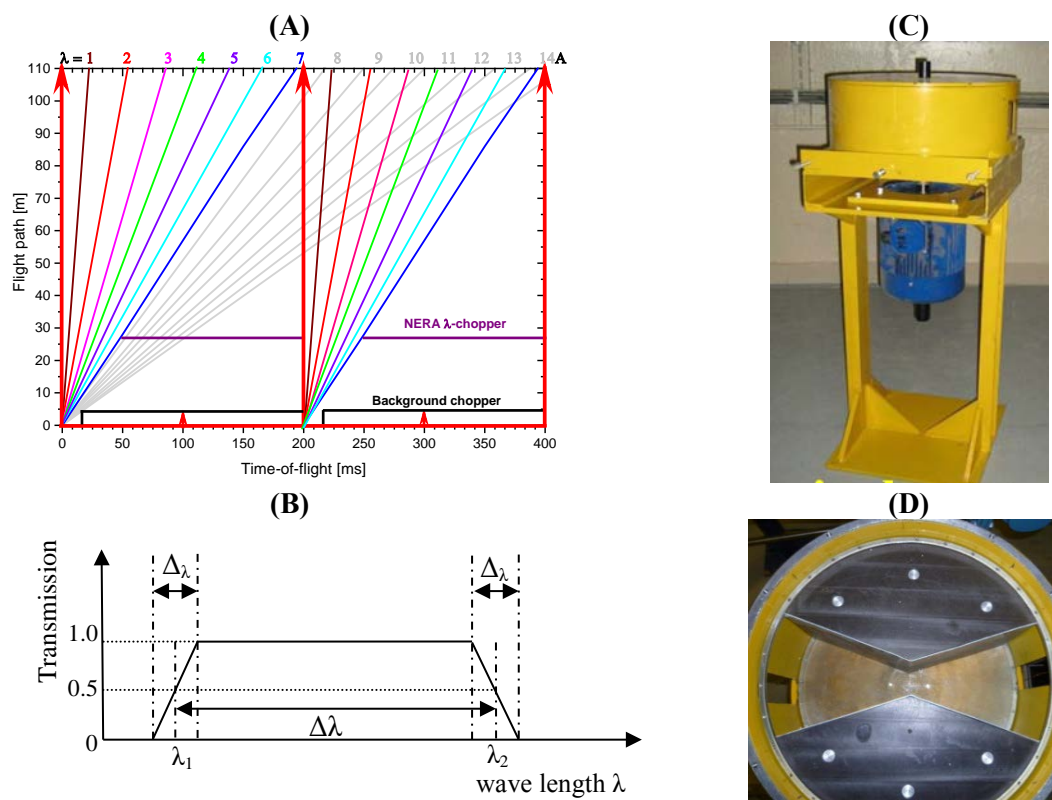 (A)
λ = 1 2 3 4 5 6 7 8 9 10 11 12 13 14 A
110
100
90
80
70
60
50
40
30
20
10
0
Flight path [m]
NERA λ-chopper
Background chopper
0 50 100 150 200 250 300 350 400
Time-of-flight [ms]
(B)
Transmission
Δλ Δλ
1.0
0.5
0
Δλ
λ1 λ2
wave length λ
(C)
(D)